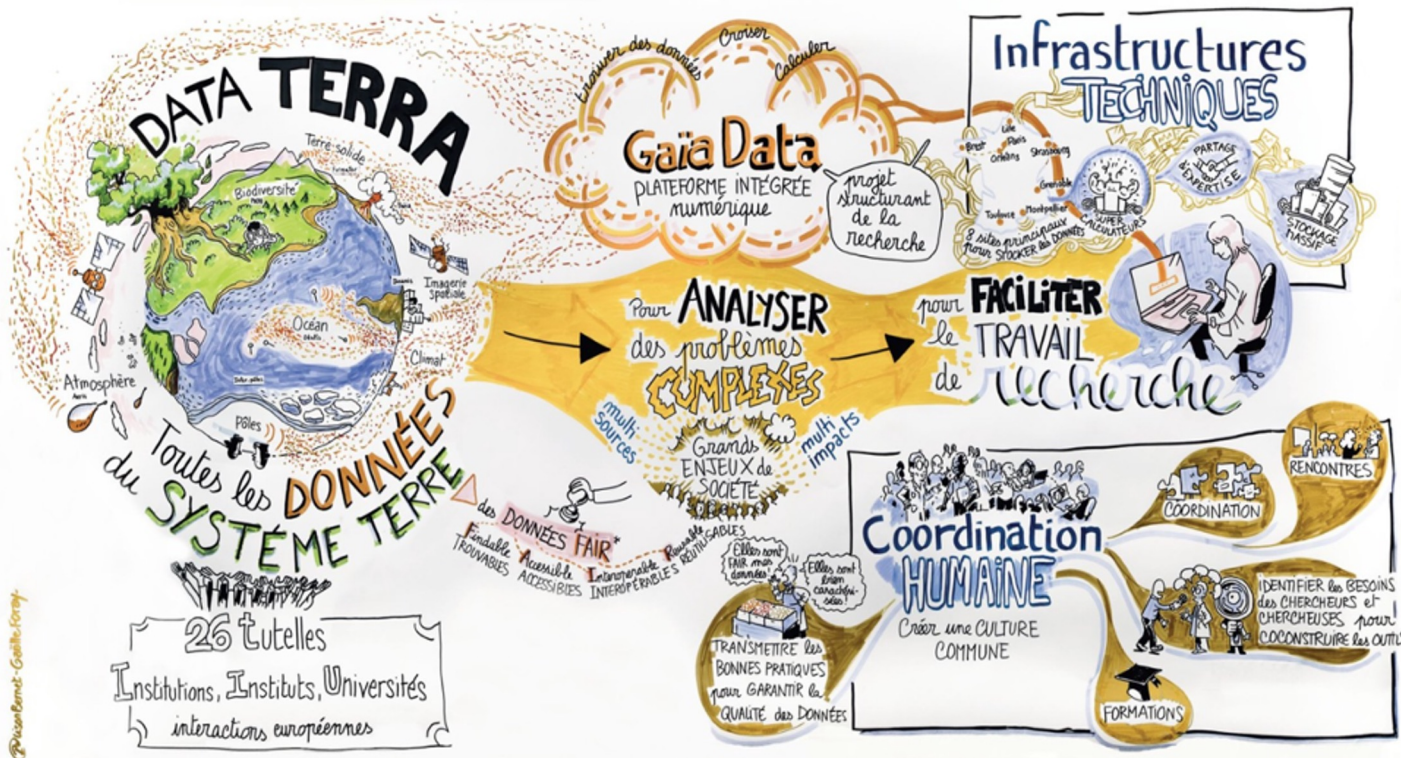 DATA TERRA
Terre solide
Biodiversité
Imagerie
spatiale
Océan
Climat
Atmosphère
Pôles
Toutes les DONNÉES
du SYSTÉME TERRE
26 tutelles
Institutions, Instituts, Universités
interactions européennes
trouver des données
Croiser
Calculer
Gaïa Data
PLATEFORME INTÉGRÉE
numérique
projet
structurant
de la
recherche
Pour ANALYSER
des problèmes
COMPLEXES
multi
sources
multi
impacts
Grands
ENJEUX de
SOCIÉTÉ
des DONNÉES FAIR*
Findable
TROUVABLES
Accessible
ACCESSIBLES
Interoperable
INTEROPÉRABLES
Reusable
RÉUTILISABLES
Infrastructures
TECHNIQUES
Lille
Brest
Paris
Orléans
Strasbourg
Grenoble
Toulouse
Montpellier
8 sites principaux
pour STOCKER les DONNÉES
SUPER
CALCULATEURS
PARTAGE
d'EXPERTISE
STOCKAGE
MASSIF
pour FACILITER
le TRAVAIL
de recherche
Coordination
HUMAINE
Créer une CULTURE
COMMUNE
COORDINATION
RENCONTRES
IDENTIFIER les BESOINS
des CHERCHEURS et
CHERCHEUSES pour
COCONSTRUIRE les OUTI
FORMATIONS
Elles sont
FAIR mes
données!
Elles sont
bien
caractéri-
sées!
TRANSMETTRE les
BONNES PRATIQUES
pour GARANTIR la
QUALITÉ des DONNÉES